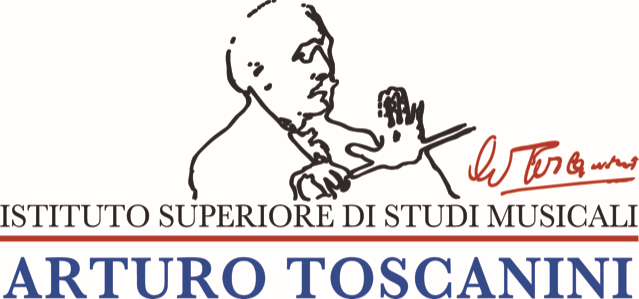 ISTITUTO SUPERIORE DI STUDI MUSICALI
ARTURO TOSCANINI